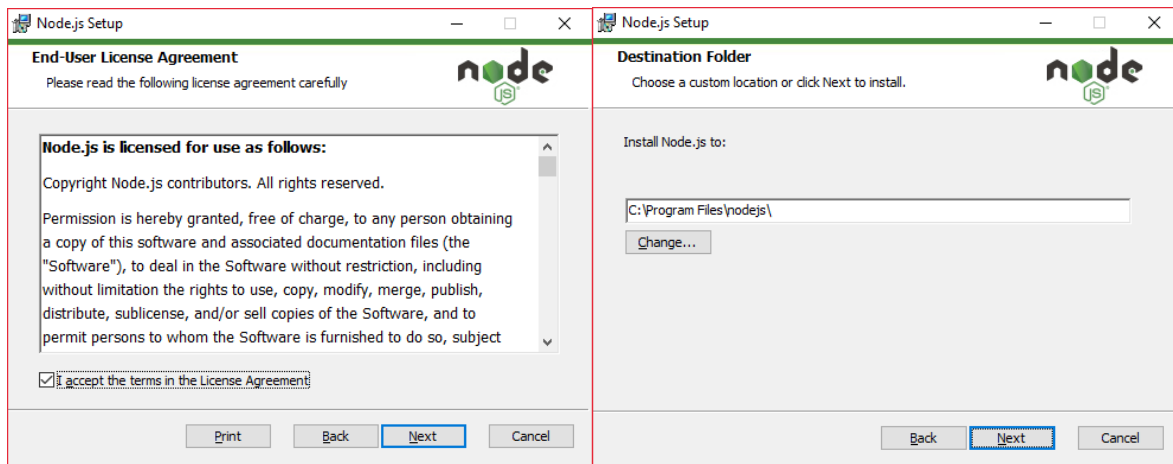 Node.js Setup
End-User License Agreement
Please read the following license agreement carefully
node
JS
Node.js is licensed for use as follows:
Copyright Node.js contributors. All rights reserved.
Permission is hereby granted, free of charge, to any person obtaining
a copy of this software and associated documentation files (the
"Software"), to deal in the Software without restriction, including
without limitation the rights to use, copy, modify, merge, publish,
distribute, sublicense, and/or sell copies of the Software, and to
permit persons to whom the Software is furnished to do so, subject
I accept the terms in the License Agreement
Print Back Next Cancel
Node.js Setup
Destination Folder
Choose a custom location or click Next to install.
node
JS
Install Node.js to:
C:\Program Files\nodejs\
Change...
Back Next Cancel